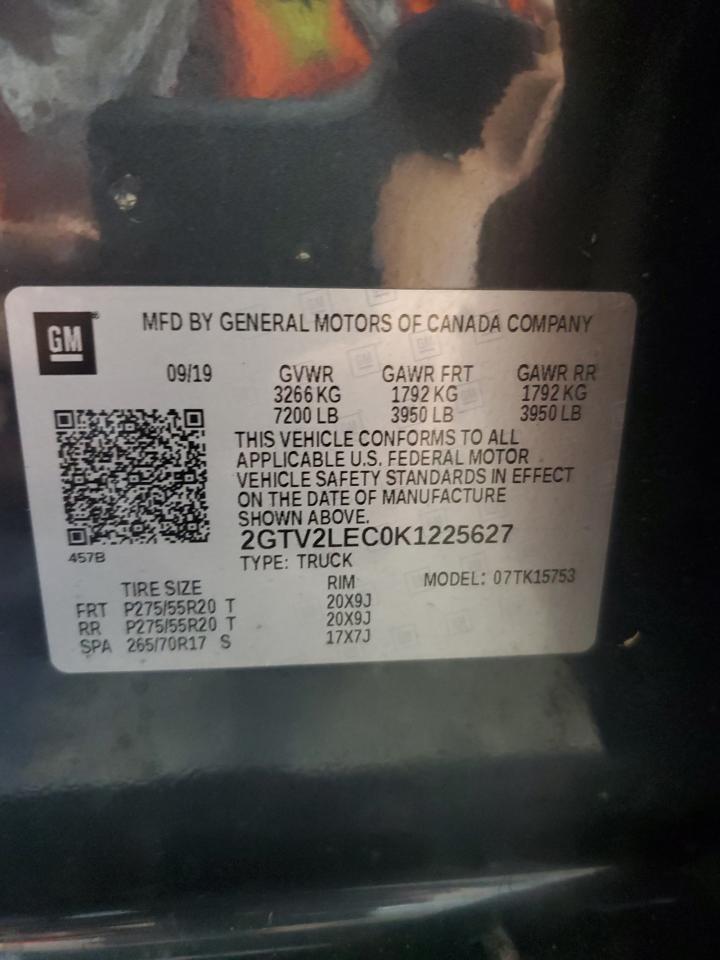 GM
MFD BY GENERAL MOTORS OF CANADA COMPANY
09/19 GVWR GAWR FRT GAWR RR
3266 KG 1792 KG 1792 KG
7200 LB 3950 LB 3950 LB
THIS VEHICLE CONFORMS TO ALL
APPLICABLE U.S. FEDERAL MOTOR
VEHICLE SAFETY STANDARDS IN EFFECT
ON THE DATE OF MANUFACTURE
SHOWN ABOVE.
2GTV2LEC0K1225627
457B
TYPE: TRUCK
TIRE SIZE RIM MODEL: 07TK15753
FRT P275/55R20 T 20X9J
RR P275/55R20 T 20X9J
SPA 265/70R17 S 17X7J